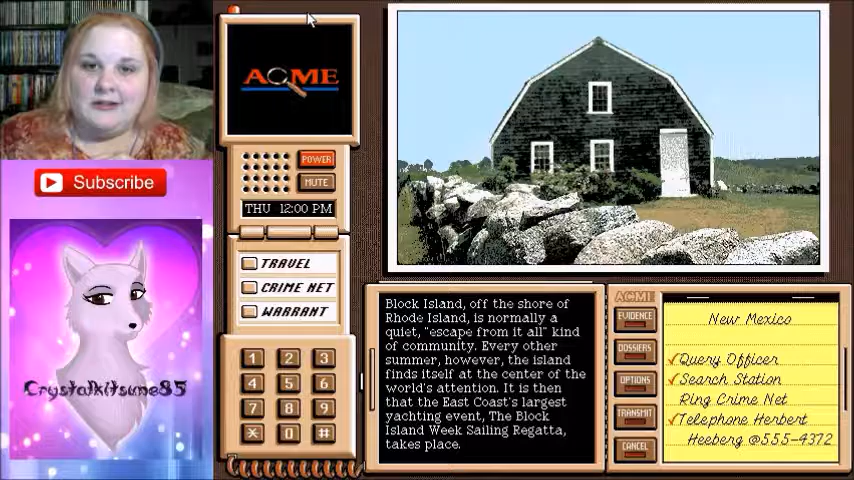 Subscribe
Crystalkitsune85
ACME
POWER
MUTE
THU 12:00 PM
TRAVEL
CRIME NET
WARRANT
1 2 3
4 5 6
7 8 9
* 0 #
Block Island, off the shore of
Rhode Island, is normally a
quiet, "escape from it all" kind
of community. Every other
summer, however, the island
finds itself at the center of the
world's attention. It is then
that the East Coast's largest
yachting event, The Block
Island Week Sailing Regatta,
takes place.
ACME
EVIDENCE
DOSSIERS
OPTIONS
TRANSMIT
CANCEL
New Mexico
✓Query Officer
✓Search Station
Ring Crime Net
✓Telephone Herbert
Heeberg @555-4372